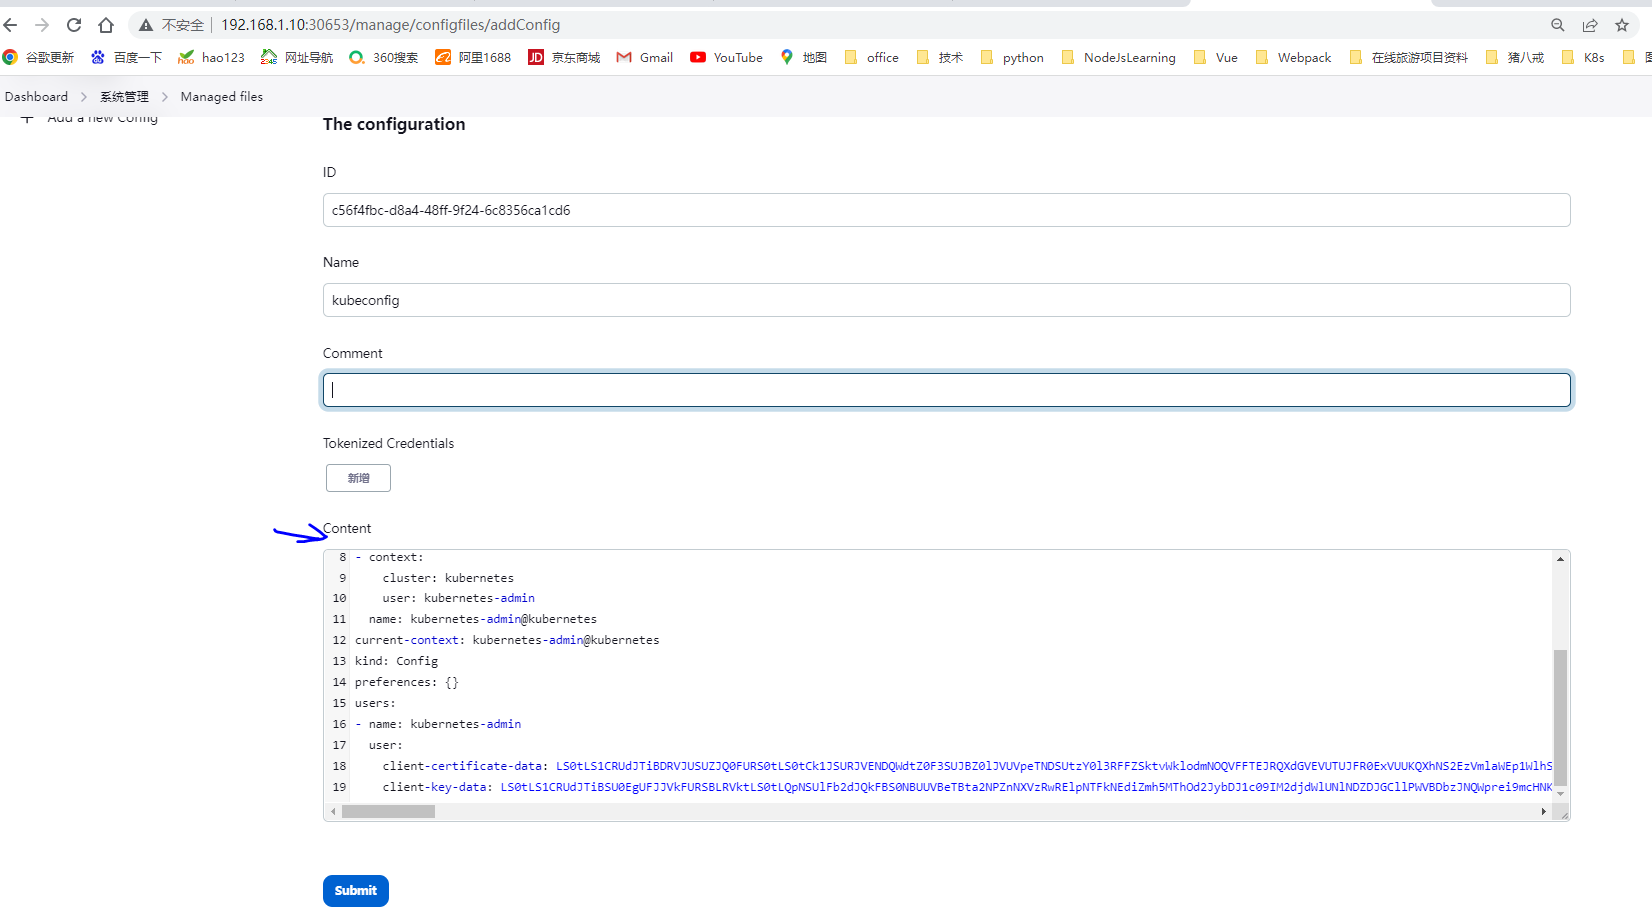 不安全 | 192.168.1.10:30653/manage/configfiles/addConfig
谷歌更新 百度一下 hao123 网址导航 360搜索 阿里1688 JD 京东商城 Gmail YouTube 地图 office 技术 python NodeJsLearning Vue Webpack 在线旅游项目资料 猪八戒 K8s
Dashboard > 系统管理 > Managed files
+ Add a new Config
The configuration
ID
c56f4fbc-d8a4-48ff-9f24-6c8356ca1cd6
Name
kubeconfig
Comment
Tokenized Credentials
新增
Content
8 - context:
9 cluster: kubernetes
10 user: kubernetes-admin
11 name: kubernetes-admin@kubernetes
12 current-context: kubernetes-admin@kubernetes
13 kind: Config
14 preferences: {}
15 users:
16 - name: kubernetes-admin
17 user:
18 client-certificate-data:
19 client-key-data:
Submit